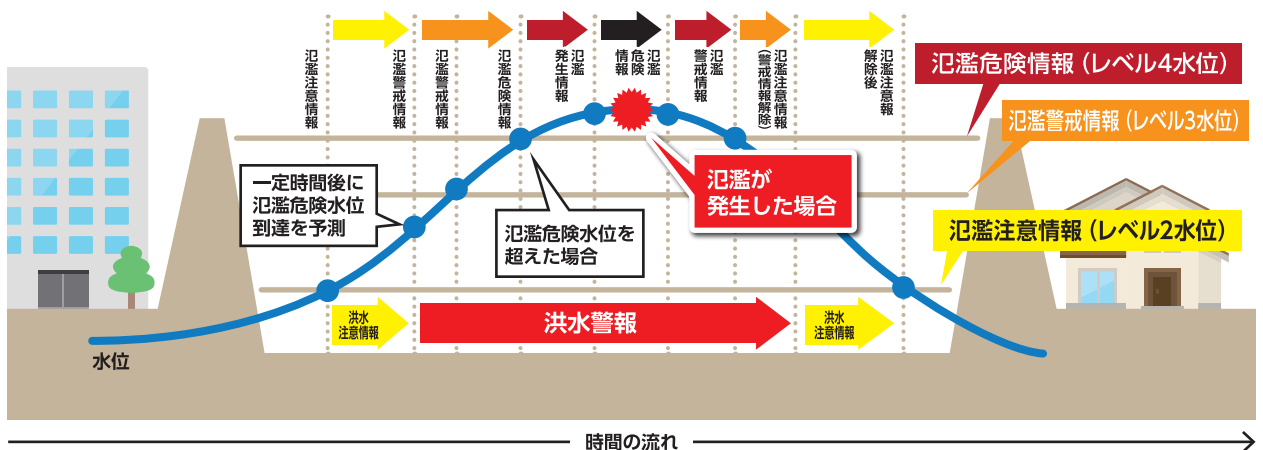 氾濫注意情報
氾濫警戒情報
氾濫警戒情報
氾濫危険情報
氾濫
発生情報
氾濫
危険
情報
氾濫
警戒情報
氾濫注意情報
(警戒情報解除)
氾濫注意情報
解除後
氾濫危険情報(レベル4水位)
氾濫警戒情報(レベル3水位)
氾濫注意情報(レベル2水位)
一定時間後に
氾濫危険水位
到達を予測
氾濫危険水位を
超えた場合
氾濫が
発生した場合
洪水
注意情報
洪水警報
洪水
注意情報
水位
時間の流れ